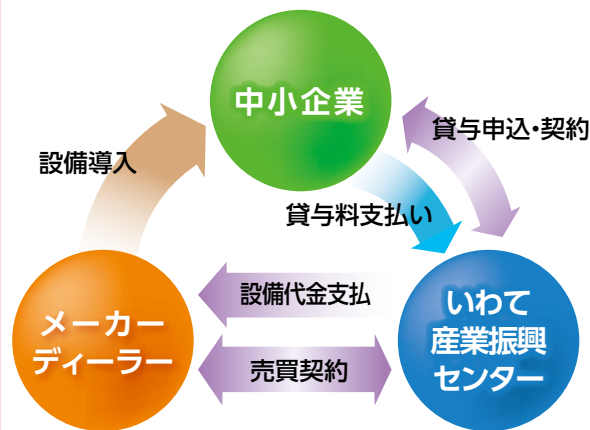 中小企業
貸与申込・契約
設備導入
貸与料支払い
設備代金支払
メーカー
ディーラー
売買契約
いわて
産業振興
センター